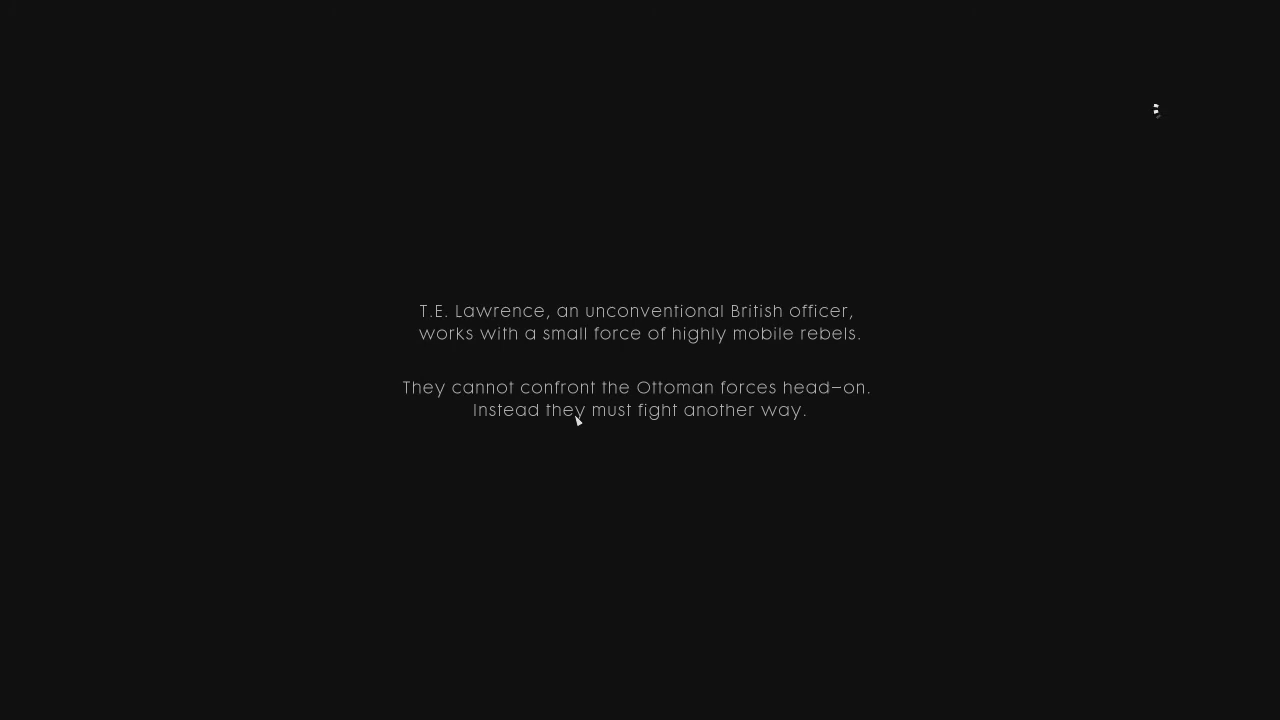 T.E. Lawrence, an unconventional British officer,
works with a small force of highly mobile rebels.
They cannot confront the Ottoman forces head-on.
Instead they must fight another way.